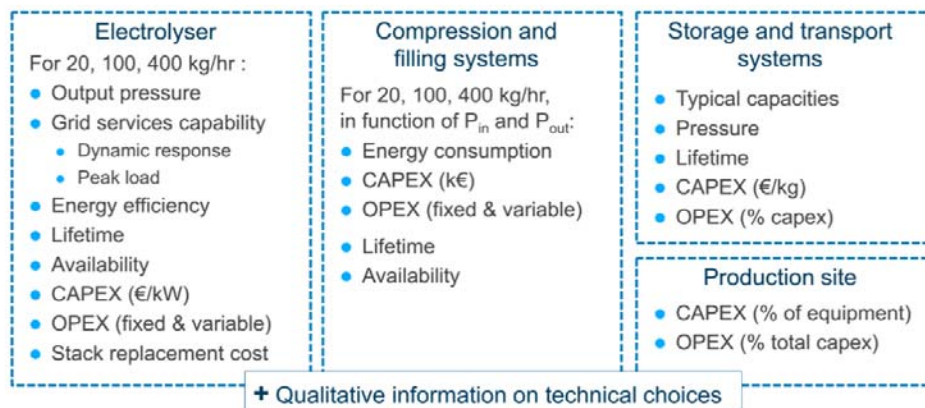 Electrolyser
For 20, 100, 400 kg/hr :
Output pressure
Grid services capability
Dynamic response
Peak load
Energy efficiency
Lifetime
Availability
CAPEX (€/kW)
OPEX (fixed & variable)
Stack replacement cost
Compression and
filling systems
For 20, 100, 400 kg/hr,
in function of Pin and Pout:
Energy consumption
CAPEX (k€)
OPEX (fixed & variable)
Lifetime
Availability
Storage and transport
systems
Typical capacities
Pressure
Lifetime
CAPEX (€/kg)
OPEX (% capex)
Production site
CAPEX (% of equipment)
OPEX (% total capex)
+ Qualitative information on technical choices